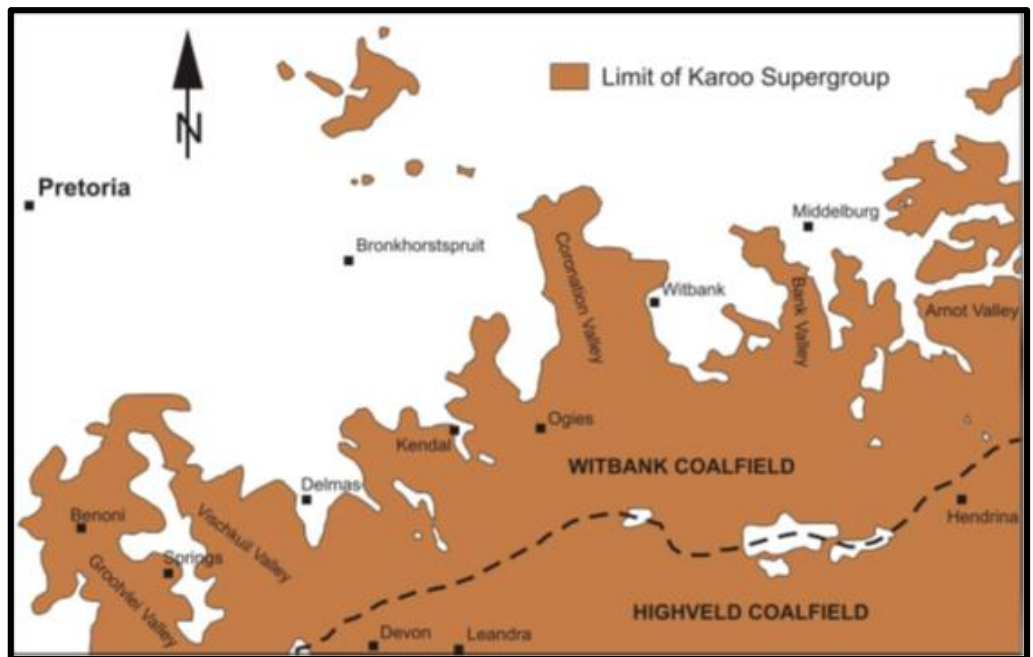 Limit of Karoo Supergroup
N
Pretoria
Middelburg
Bronkhorstspruit
Coronation Valley
Witbank
Bank Valley
Arnot Valley
Ogies
Kendal
WITBANK COALFIELD
Delmas
Benoni
Vischkuil Valley
Hendrina
Springs
Grootvlei Valley
HIGHVELD COALFIELD
Devon
Leandra